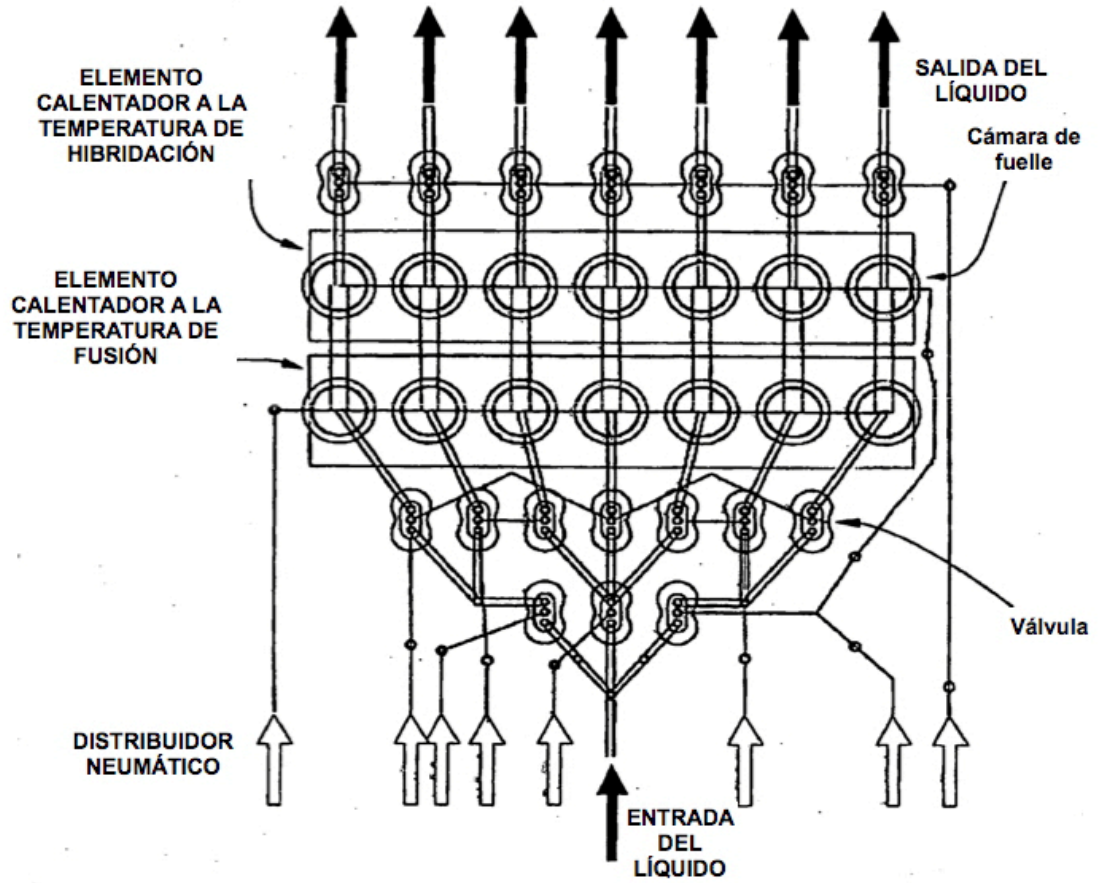 ELEMENTO
CALENTADOR A LA
TEMPERATURA DE
HIBRIDACIÓN
SALIDA DEL
LÍQUIDO
Cámara de
fuelle
ELEMENTO
CALENTADOR A LA
TEMPERATURA DE
FUSIÓN
Válvula
DISTRIBUIDOR
NEUMÁTICO
ENTRADA
DEL
LÍQUIDO